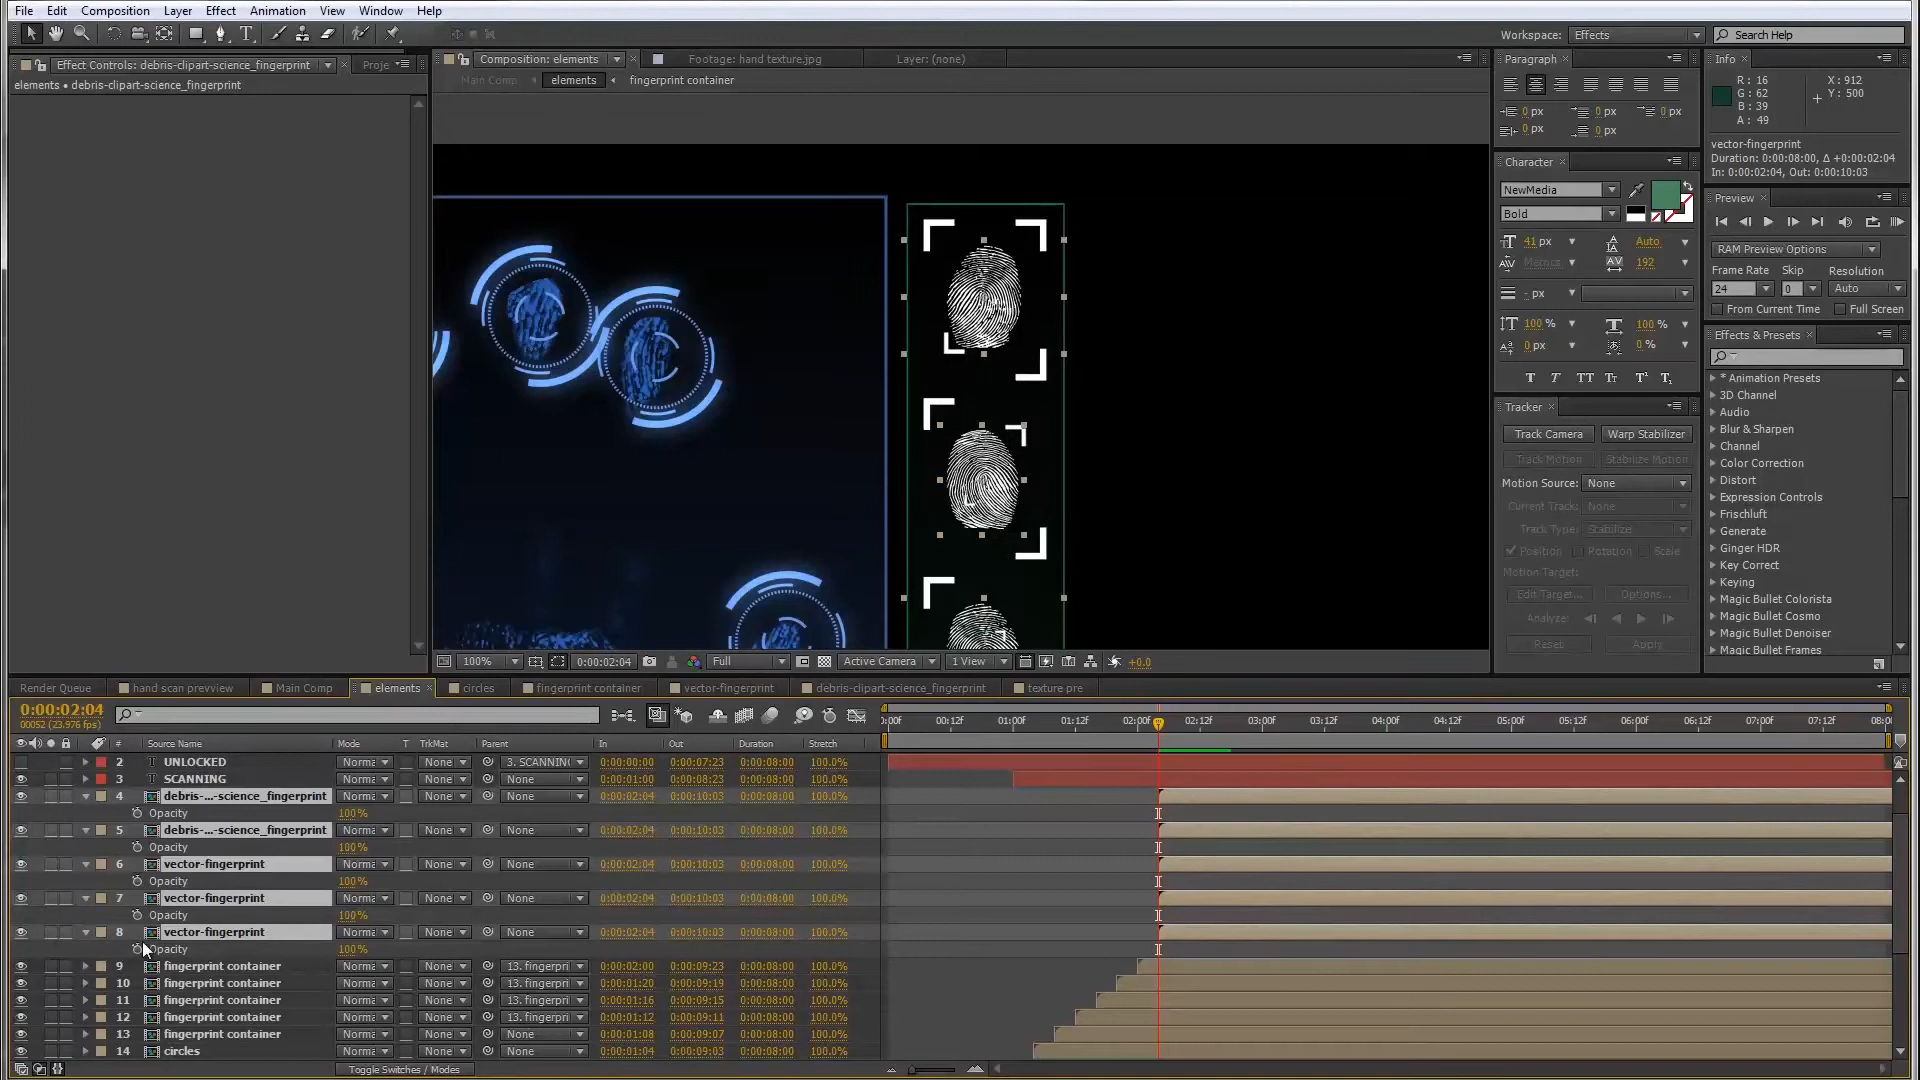 File Edit Composition Layer Effect Animation View Window Help
Workspace: Effects Search Help
Effect Controls: debris-clipart-science_fingerprint Proje
Composition: elements Footage: hand texture.jpg Layer: (none)
elements • debris-clipart-science_fingerprint
Main Comp elements fingerprint container
Paragraph
0 px 0 px 0 px
0 px 0 px
Character
NewMedia
Bold
41 px Auto
Metrics 192
- px
100 % 100 %
0 px 0 %
T T TT Tt T¹ T₁
Tracker
Track Camera Warp Stabilizer
Track Motion Stabilize Motion
Motion Source: None
Current Track: None
Track Type: Stabilize
Position Rotation Scale
Motion Target:
Edit Target... Options...
Analyze:
Reset Apply
Info
R: 16 X: 912
G: 62 Y: 500
B: 39
A: 49
vector-fingerprint
Duration: 0:00:08:00, Δ +0:00:02:04
In: 0:00:02:04, Out: 0:00:10:03
Preview
RAM Preview Options
Frame Rate Skip Resolution
24 0 Auto
From Current Time Full Screen
Effects & Presets
* Animation Presets
3D Channel
Audio
Blur & Sharpen
Channel
Color Correction
Distort
Expression Controls
Frischluft
Generate
Ginger HDR
Key Correct
Keying
Magic Bullet Colorista
Magic Bullet Cosmo
Magic Bullet Denoiser
Magic Bullet Frames
100% 0:00:02:04 Full Active Camera 1 View +0.0
Render Queue hand scan prevview Main Comp elements circles fingerprint container vector-fingerprint debris-clipart-science_fingerprint texture pre
0:00:02:04
00052 (23.976 fps)
:00f 00:12f 01:00f 01:12f 02:00f 02:12f 03:00f 03:12f 04:00f 04:12f 05:00f 05:12f 06:00f 06:12f 07:00f 07:12f 08:0
# Source Name Mode T TrkMat Parent In Out Duration Stretch
2 T UNLOCKED Norma None 3. SCANNIN 0:00:00:00 0:00:07:23 0:00:08:00 100.0%
3 T SCANNING Norma None None 0:00:01:00 0:00:08:23 0:00:08:00 100.0%
4 debris-...-science_fingerprint Norma None None 0:00:02:04 0:00:10:03 0:00:08:00 100.0%
Opacity 100%
5 debris-...-science_fingerprint Norma None None 0:00:02:04 0:00:10:03 0:00:08:00 100.0%
Opacity 100%
6 vector-fingerprint Norma None None 0:00:02:04 0:00:10:03 0:00:08:00 100.0%
Opacity 100%
7 vector-fingerprint Norma None None 0:00:02:04 0:00:10:03 0:00:08:00 100.0%
Opacity 100%
8 vector-fingerprint Norma None None 0:00:02:04 0:00:10:03 0:00:08:00 100.0%
Opacity 100%
9 fingerprint container Norma None 13. fingerpri 0:00:02:00 0:00:09:23 0:00:08:00 100.0%
10 fingerprint container Norma None 13. fingerpri 0:00:01:20 0:00:09:19 0:00:08:00 100.0%
11 fingerprint container Norma None 13. fingerpri 0:00:01:16 0:00:09:15 0:00:08:00 100.0%
12 fingerprint container Norma None 13. fingerpri 0:00:01:12 0:00:09:11 0:00:08:00 100.0%
13 fingerprint container Norma None None 0:00:01:08 0:00:09:07 0:00:08:00 100.0%
14 circles Norma None None 0:00:01:04 0:00:09:03 0:00:08:00 100.0%
Toggle Switches / Modes